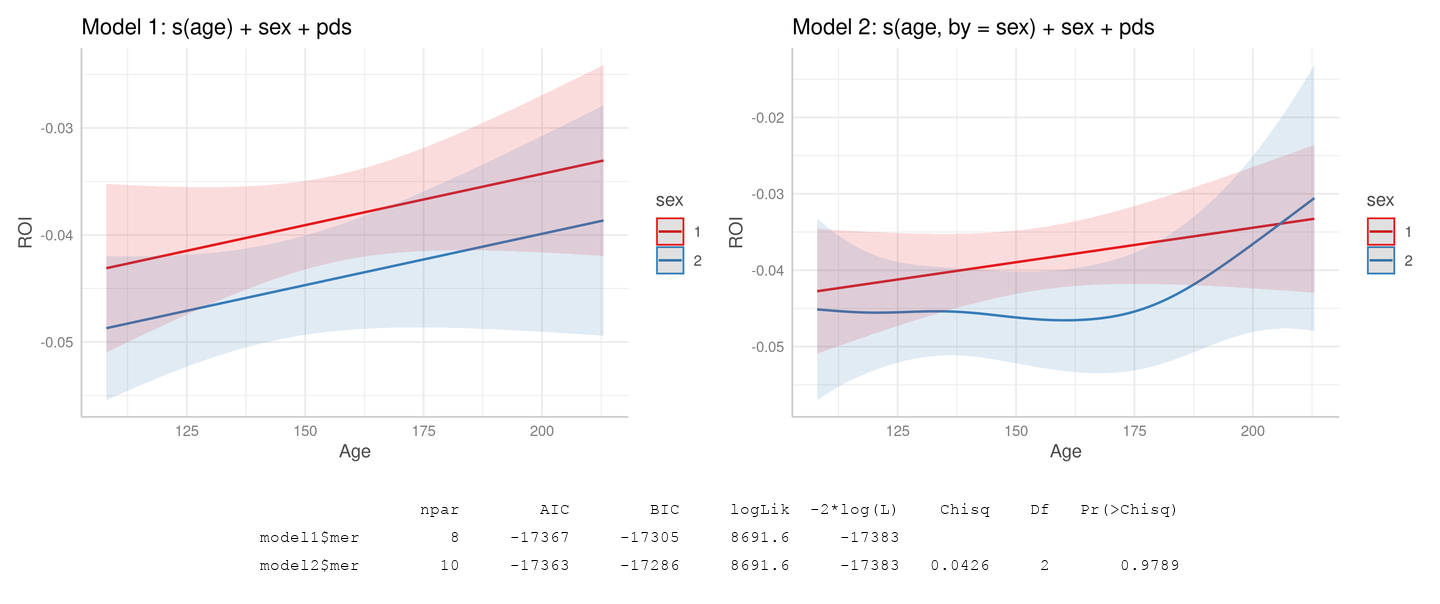 Model 1: s(age) + sex + pds
ROI
-0.03
-0.04
-0.05
125 150 175 200
Age
sex
1
2
Model 2: s(age, by = sex) + sex + pds
ROI
-0.02
-0.03
-0.04
-0.05
125 150 175 200
Age
sex
1
2
npar AIC BIC logLik -2*log(L) Chisq Df Pr(>Chisq)
model1$mer 8 -17367 -17305 8691.6 -17383
model2$mer 10 -17363 -17286 8691.6 -17383 0.0426 2 0.9789